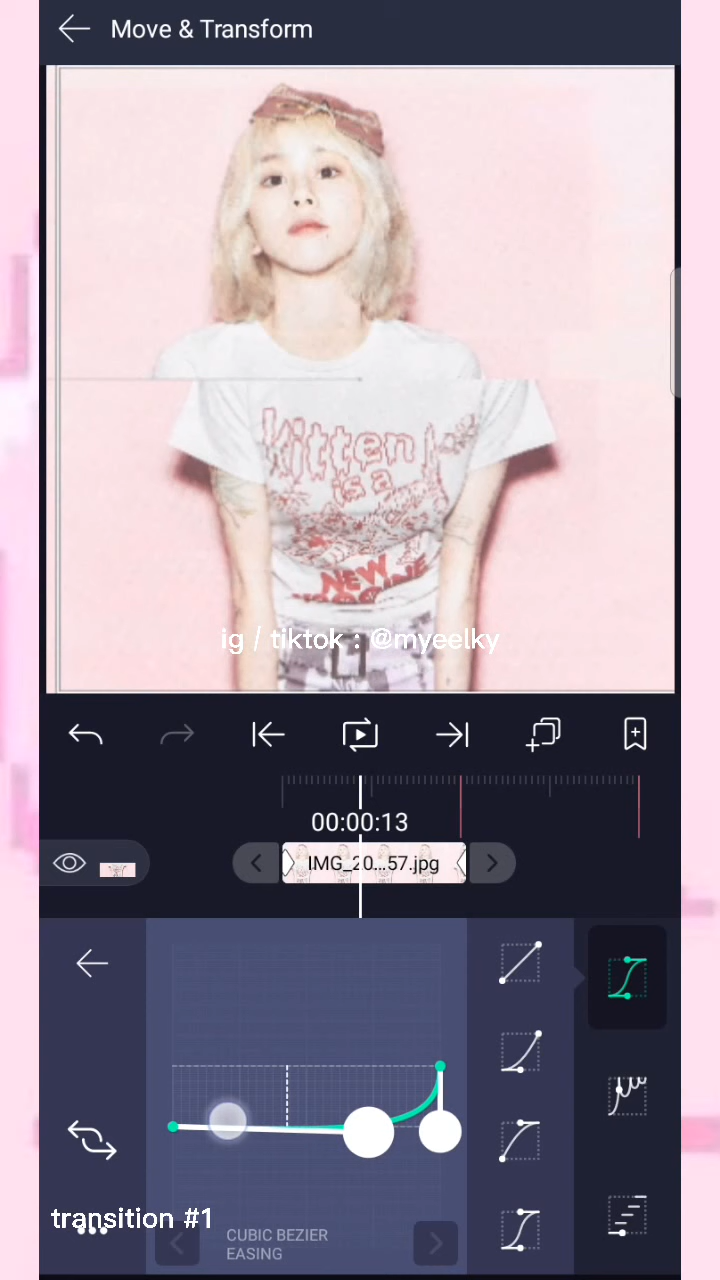 Move & Transform
kitten
is a
NEW
ig / tiktok : @myeelky
00:00:13
IMG_20...57.jpg
transition #1
CUBIC BEZIER
EASING